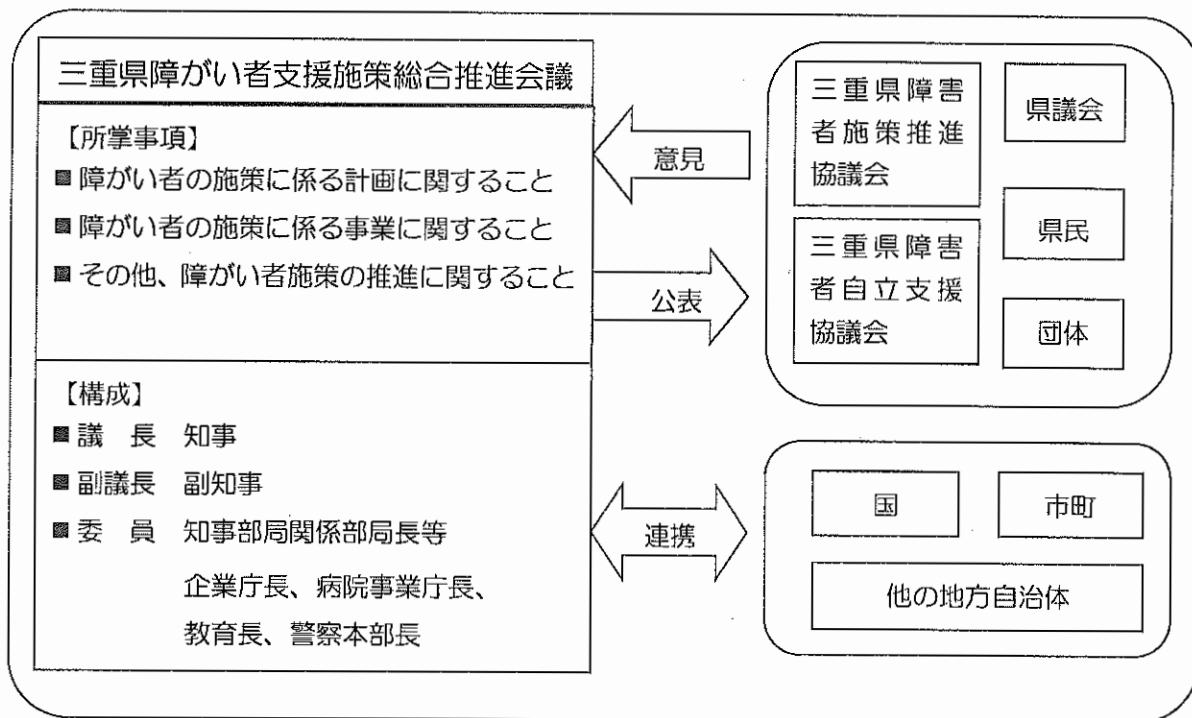 三重県障がい者支援施策総合推進会議
【所掌事項】
■障がい者の施策に係る計画に関すること
■障がい者の施策に係る事業に関すること
■その他、障がい者施策の推進に関すること
【構成】
■議　長　知事
■副議長　副知事
■委　員　知事部局関係部局長等
企業庁長、病院事業庁長、
教育長、警察本部長
意見
公表
連携
三重県障害
者施策推進
協議会
三重県障害
者自立支援
協議会
県議会
県民
団体
国
市町
他の地方自治体